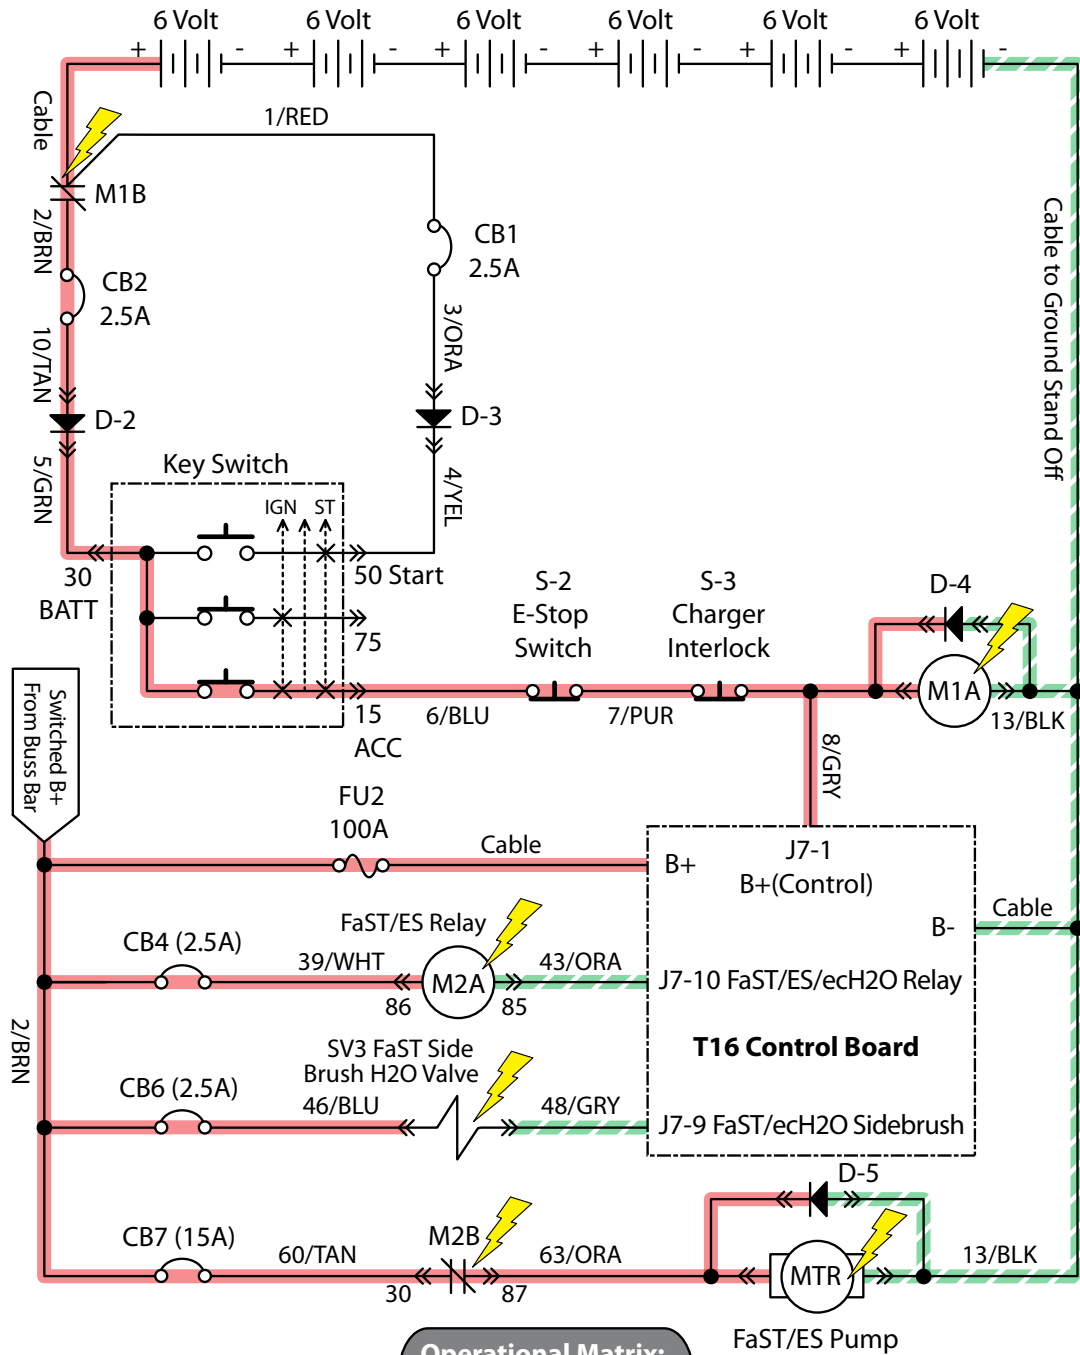 6 Volt 6 Volt 6 Volt 6 Volt 6 Volt 6 Volt
+ - + - + - + - + - + -
Cable
1/RED
M1B
2/BRN
CB2
2.5A
10/TAN
D-2
5/GRN
CB1
2.5A
3/ORA
D-3
4/YEL
Cable to Ground Stand Off
Key Switch
IGN ST
30
BATT
50 Start
75
15
ACC
6/BLU
S-2
E-Stop
Switch
7/PUR
S-3
Charger
Interlock
D-4
M1A
13/BLK
8/GRY
Switched B+
From Buss Bar
2/BRN
FU2
100A
Cable
B+
J7-1
B+(Control)
B-
Cable
CB4 (2.5A)
39/WHT
FaST/ES Relay
M2A
86
85
43/ORA
J7-10 FaST/ES/ecH2O Relay
T16 Control Board
CB6 (2.5A)
46/BLU
SV3 FaST Side
Brush H2O Valve
48/GRY
J7-9 FaST/ecH2O Sidebrush
CB7 (15A)
60/TAN
M2B
30
87
63/ORA
D-5
MTR
13/BLK
FaST/ES Pump
Operational Matrix: